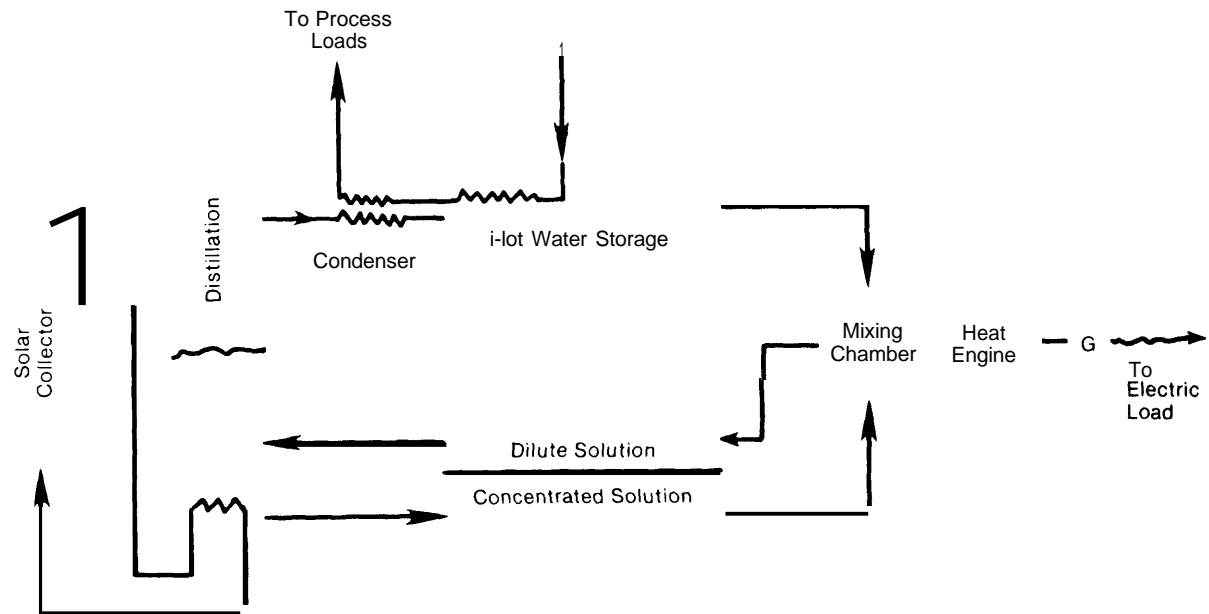 To Process
Loads
Distillation
Condenser
i-lot Water Storage
Solar
Collector
Mixing
Chamber
Heat
Engine
G
To
Electric
Load
Dilute Solution
Concentrated Solution